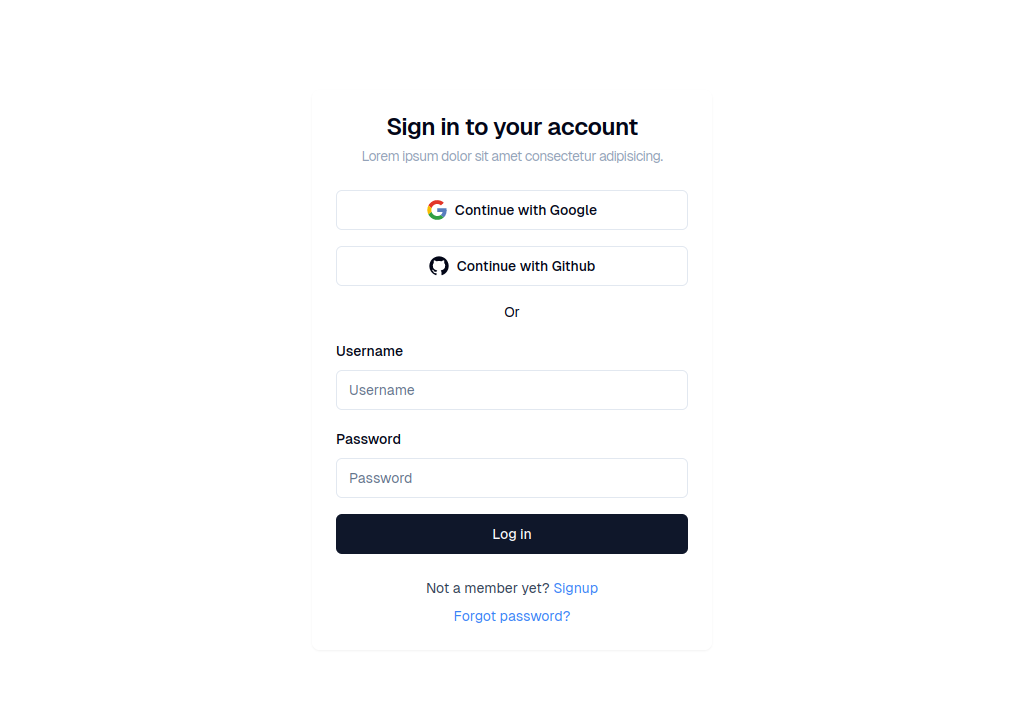 Sign in to your account
Lorem ipsum dolor sit amet consectetur adipisicing.
Continue with Google
Continue with Github
Or
Username
Username
Password
Password
Log in
Not a member yet? Signup
Forgot password?